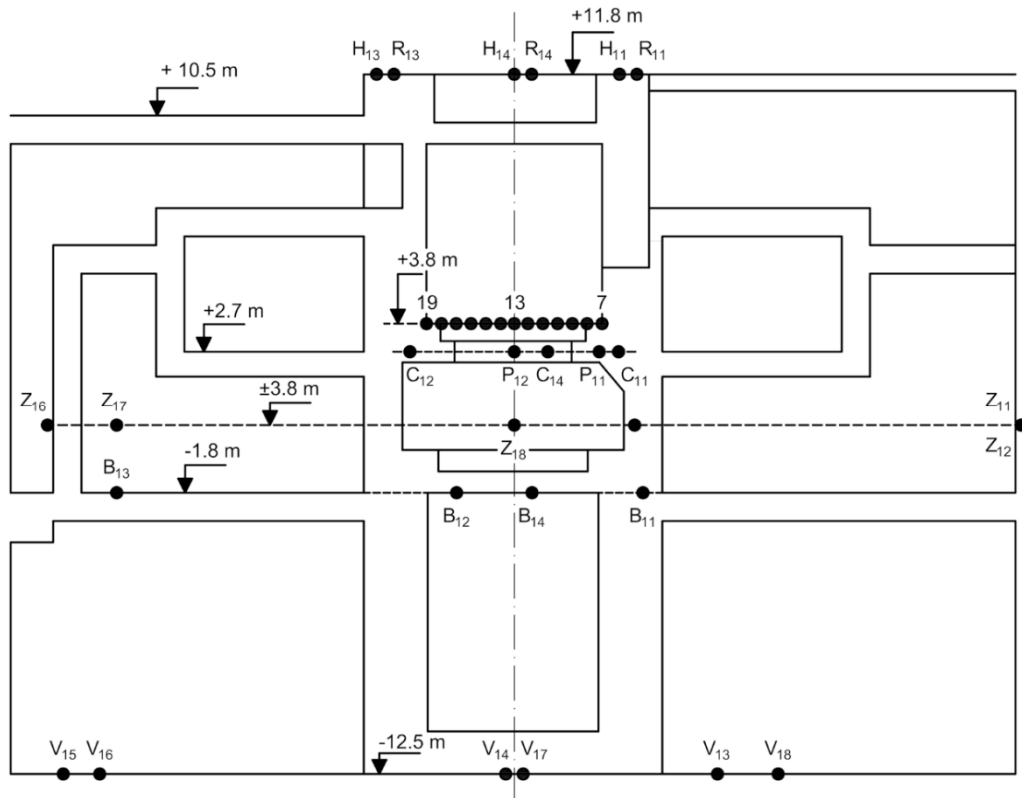 +11.8 m
H₁₃ R₁₃ H₁₄ R₁₄ H₁₁ R₁₁
+ 10.5 m
+3.8 m
19 13 7
+2.7 m
C₁₂ P₁₂ C₁₄ P₁₁ C₁₁
±3.8 m
Z₁₆ Z₁₇ Z₁₁
Z₁₈ Z₁₂
-1.8 m
B₁₃
B₁₂ B₁₄ B₁₁
-12.5 m
V₁₅ V₁₆ V₁₄ V₁₇ V₁₃ V₁₈